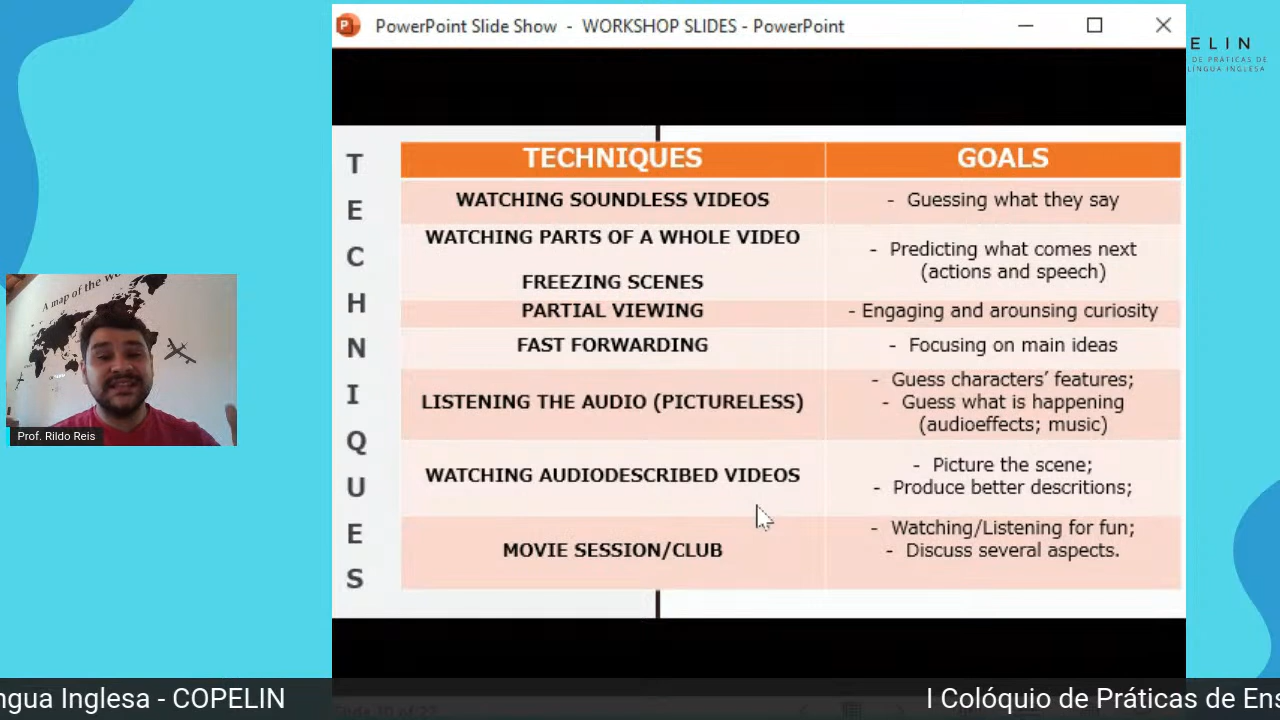 PowerPoint Slide Show - WORKSHOP SLIDES - PowerPoint
ELIN
DE PRÁTICAS DE
LÍNGUA INGLESA
TECHNIQUES
TECHNIQUES GOALS
WATCHING SOUNDLESS VIDEOS - Guessing what they say
WATCHING PARTS OF A WHOLE VIDEO
FREEZING SCENES
- Predicting what comes next
(actions and speech)
PARTIAL VIEWING - Engaging and arounsing curiosity
FAST FORWARDING - Focusing on main ideas
LISTENING THE AUDIO (PICTURELESS)
- Guess characters’ features;
- Guess what is happening
(audioeffects; music)
WATCHING AUDIODESCRIBED VIDEOS
- Picture the scene;
- Produce better descritions;
MOVIE SESSION/CLUB
- Watching/Listening for fun;
- Discuss several aspects.
A map of the
Prof. Rildo Reis
ngua Inglesa - COPELIN I Colóquio de Práticas de Ens